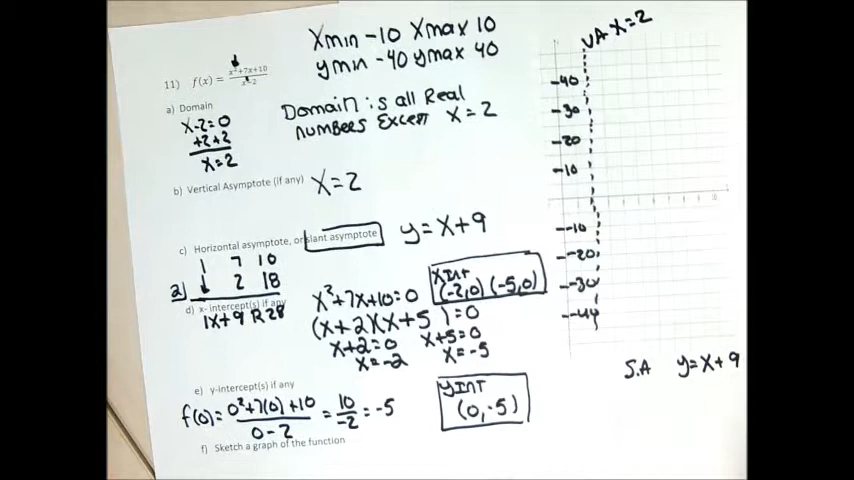 Xmin -10 Xmax 10
ymin -40 ymax 40
11) f(x) = x²+7x+10 / x-2
a) Domain
x-2=0
+2 +2
x=2
Domain is all Real
numbers Except x=2
b) Vertical Asymptote (if any) X=2
c) Horizontal asymptote, or slant asymptote y=x+9
1 7 10
2 2 18
1x+9 R28
d) x- intercept(s) if any
x²+7x+10=0
(x+2)(x+5)=0
x+2=0 x+5=0
x=-2 x=-5
XInt
(-2,0) (-5,0)
e) y-intercept(s) if any
f(0)= 0²+7(0)+10 / 0-2 = 10 / -2 = -5
yInt
(0,-5)
f) Sketch a graph of the function
VA x=2
-40
-30
-20
-10
10
--10
--20
--30
S.A y=x+9